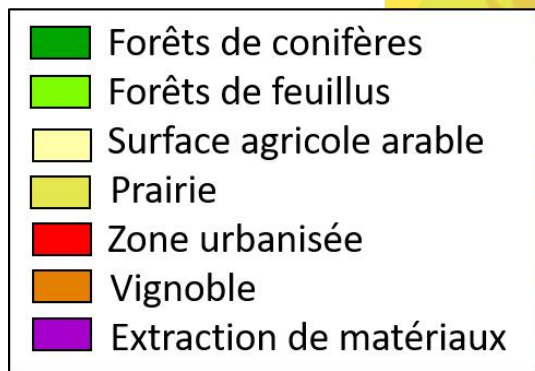 Forêts de conifères
Forêts de feuillus
Surface agricole arable
Prairie
Zone urbanisée
Vignoble
Extraction de matériaux